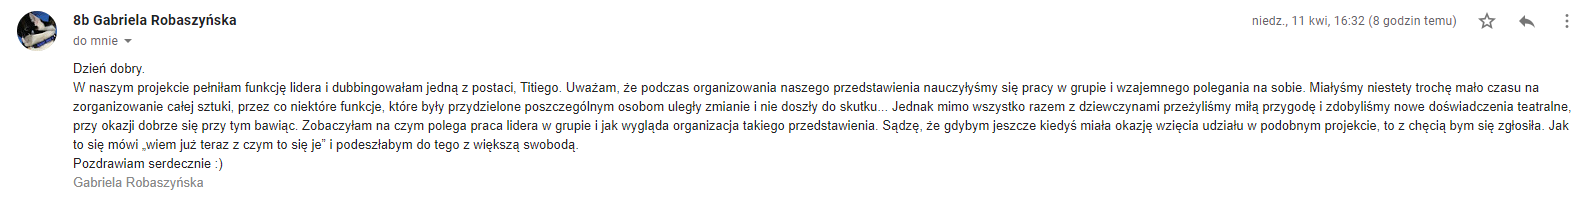 8b Gabriela Robaszyńska
niedz., 11 kwi, 16:32 (8 godzin temu)
do mnie
Dzień dobry.
W naszym projekcie pełniłam funkcję lidera i dubbingowałam jedną z postaci, Titiego. Uważam, że podczas organizowania naszego przedstawienia nauczyłyśmy się pracy w grupie i wzajemnego polegania na sobie. Miałyśmy niestety trochę mało czasu na
zorganizowanie całej sztuki, przez co niektóre funkcje, które były przydzielone poszczególnym osobom uległy zmianie i nie doszły do skutku... Jednak mimo wszystko razem z dziewczynami przeżyliśmy miłą przygodę i zdobyliśmy nowe doświadczenia teatralne,
przy okazji dobrze się przy tym bawiąc. Zobaczyłam na czym polega praca lidera w grupie i jak wygląda organizacja takiego przedstawienia. Sądzę, że gdybym jeszcze kiedyś miała okazję wzięcia udziału w podobnym projekcie, to z chęcią bym się zgłosiła. Jak
to się mówi „wiem już teraz z czym to się je” i podeszłabym do tego z większą swobodą.
Pozdrawiam serdecznie :)
Gabriela Robaszyńska